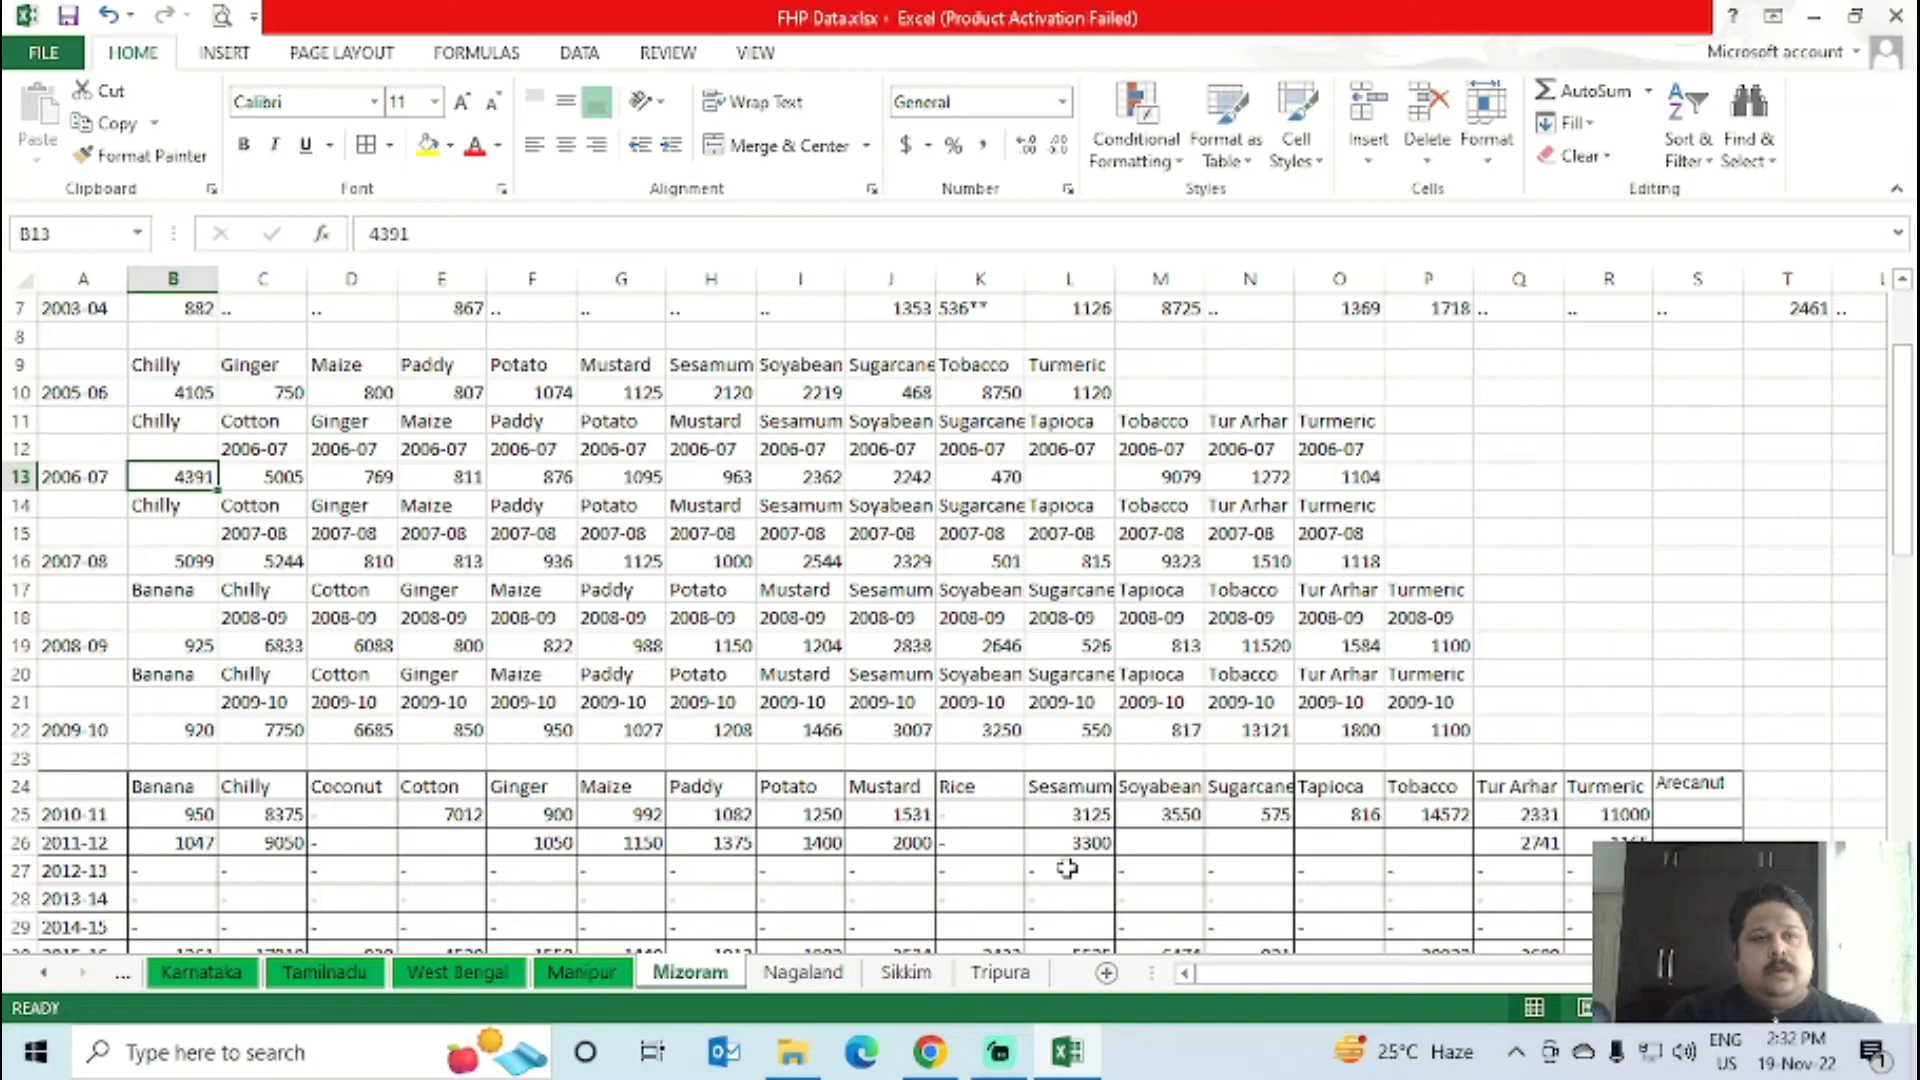 FHP Data.xlsx - Excel (Product Activation Failed)
FILE HOME INSERT PAGE LAYOUT FORMULAS DATA REVIEW VIEW Microsoft account
Cut
Copy
Format Painter
Paste
Calibri 11
B I U
Wrap Text
Merge & Center
General
$ % ,
Conditional Formatting
Format as Table
Cell Styles
Insert Delete Format
AutoSum
Fill
Clear
Sort & Filter
Find & Select
Clipboard Font Alignment Number Styles Cells Editing
B13 fx 4391
A B C D E F G H I J K L M N O P Q R S T
7 2003-04 882 .. .. 867 .. .. .. .. 1353 536** 1126 8725 .. 1369 1718 .. .. .. 2461 ..
8
9 Chilly Ginger Maize Paddy Potato Mustard Sesamum Soyabean Sugarcane Tobacco Turmeric
10 2005-06 4105 750 800 807 1074 1125 2120 2219 468 8750 1120
11 Chilly Cotton Ginger Maize Paddy Potato Mustard Sesamum Soyabean Sugarcane Tapioca Tobacco Tur Arhar Turmeric
12 2006-07 2006-07 2006-07 2006-07 2006-07 2006-07 2006-07 2006-07 2006-07 2006-07 2006-07 2006-07 2006-07
13 2006-07 4391 5005 769 811 876 1095 963 2362 2242 470 9079 1272 1104
14 Chilly Cotton Ginger Maize Paddy Potato Mustard Sesamum Soyabean Sugarcane Tapioca Tobacco Tur Arhar Turmeric
15 2007-08 2007-08 2007-08 2007-08 2007-08 2007-08 2007-08 2007-08 2007-08 2007-08 2007-08 2007-08 2007-08
16 2007-08 5099 5244 810 813 936 1125 1000 2544 2329 501 815 9323 1510 1118
17 Banana Chilly Cotton Ginger Maize Paddy Potato Mustard Sesamum Soyabean Sugarcane Tapioca Tobacco Tur Arhar Turmeric
18 2008-09 2008-09 2008-09 2008-09 2008-09 2008-09 2008-09 2008-09 2008-09 2008-09 2008-09 2008-09 2008-09 2008-09
19 2008-09 925 6833 6088 800 822 988 1150 1204 2838 2646 526 813 11520 1584 1100
20 Banana Chilly Cotton Ginger Maize Paddy Potato Mustard Sesamum Soyabean Sugarcane Tapioca Tobacco Tur Arhar Turmeric
21 2009-10 2009-10 2009-10 2009-10 2009-10 2009-10 2009-10 2009-10 2009-10 2009-10 2009-10 2009-10 2009-10 2009-10
22 2009-10 920 7750 6685 850 950 1027 1208 1466 3007 3250 550 817 13121 1800 1100
23
24 Banana Chilly Coconut Cotton Ginger Maize Paddy Potato Mustard Rice Sesamum Soyabean Sugarcane Tapioca Tobacco Tur Arhar Turmeric Arecanut
25 2010-11 950 8375 - 7012 900 992 1082 1250 1531 - 3125 3550 575 816 14572 2331 11000
26 2011-12 1047 9050 - 1050 1150 1375 1400 2000 - 3300 2741
27 2012-13 - - - - - - - - - - - - - - - - -
28 2013-14 - - - - - - - - - - - - - - - - -
29 2014-15 - - - - - - - - - - - - - - - - -
... Karnataka Tamilnadu West Bengal Manipur Mizoram Nagaland Sikkim Tripura
READY
Type here to search
25°C Haze
ENG
US
2:32 PM
19-Nov-22
1